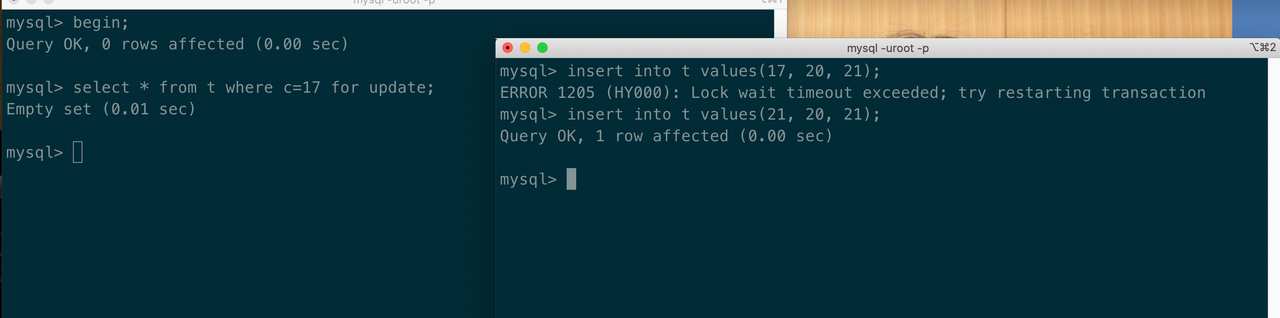 mysql -uroot -p
mysql> begin;
Query OK, 0 rows affected (0.00 sec)
mysql> select * from t where c=17 for update;
Empty set (0.01 sec)
mysql>
mysql -uroot -p
⌥⌘2
mysql> insert into t values(17, 20, 21);
ERROR 1205 (HY000): Lock wait timeout exceeded; try restarting transaction
mysql> insert into t values(21, 20, 21);
Query OK, 1 row affected (0.00 sec)
mysql>